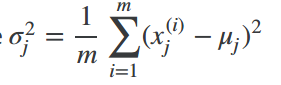 σ_j^2 = \frac{1}{m} \sum_{i=1}^{m} (x_j^{(i)} − μ_j)^2